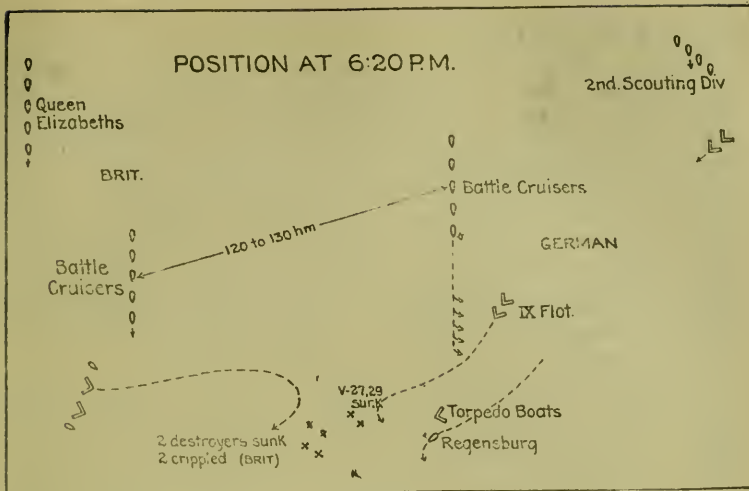 POSITION AT 6:20 P.M.
2nd. Scouting Div
Queen
Elizabeths
BRIT.
Battle Cruisers
120 to 130 hm
GERMAN
Battle
Cruisers
IX Flot.
V-27,29
sunk
Torpedo Boats
Regensburg
2 destroyers sunk
2 crippled (BRIT)